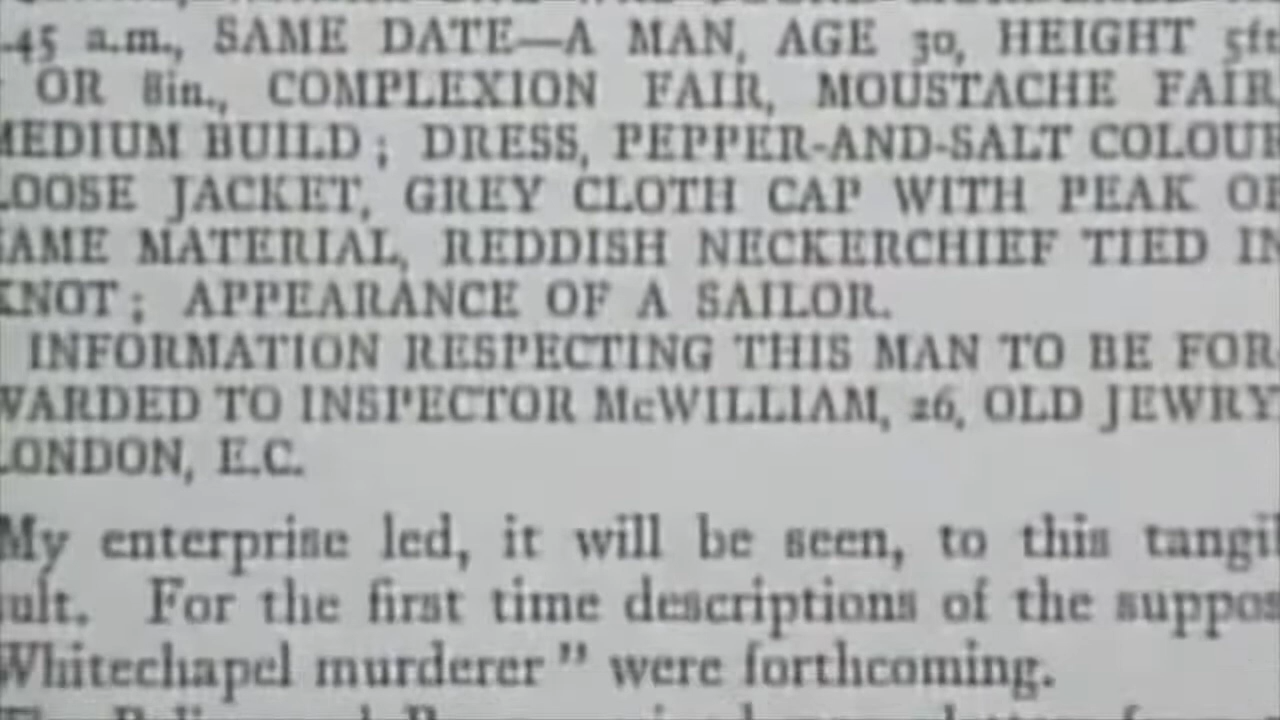 .45 a.m., SAME DATE—A MAN, AGE 30, HEIGHT 5ft
OR 8in., COMPLEXION FAIR, MOUSTACHE FAIR,
MEDIUM BUILD; DRESS, PEPPER-AND-SALT COLOUR
LOOSE JACKET, GREY CLOTH CAP WITH PEAK OF
SAME MATERIAL, REDDISH NECKERCHIEF TIED IN
KNOT; APPEARANCE OF A SAILOR.
INFORMATION RESPECTING THIS MAN TO BE FOR
WARDED TO INSPECTOR McWILLIAM, 26, OLD JEWRY
LONDON, E.C.
My enterprise led, it will be seen, to this tangi
sult. For the first time descriptions of the suppos
Whitechapel murderer" were forthcoming.